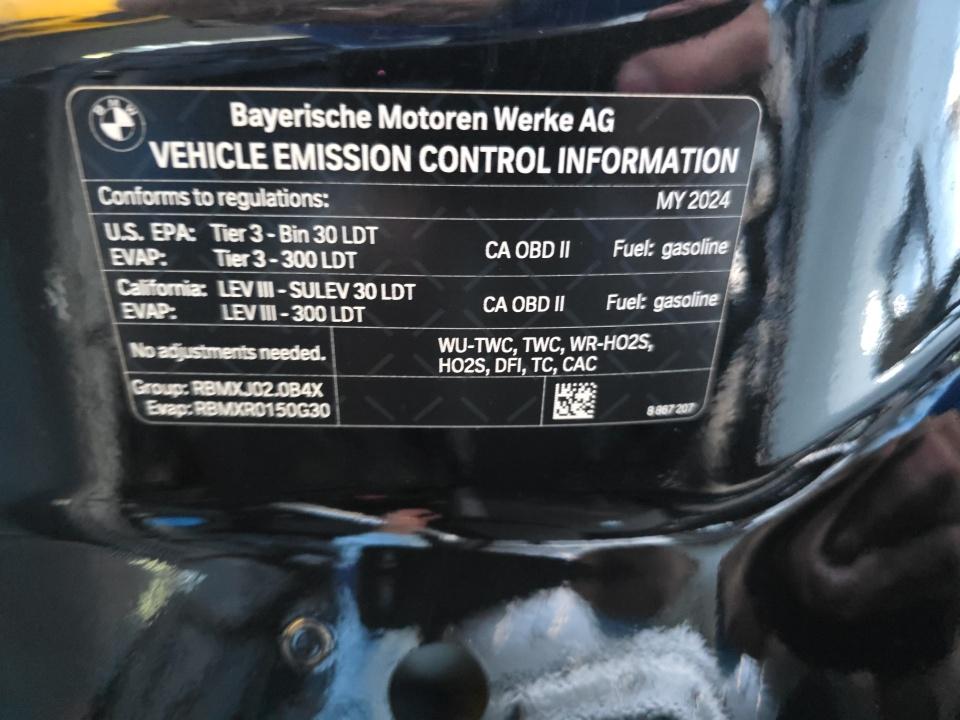 BMW
Bayerische Motoren Werke AG
VEHICLE EMISSION CONTROL INFORMATION
Conforms to regulations: MY 2024
U.S. EPA: Tier 3 - Bin 30 LDT
EVAP: Tier 3 - 300 LDT
CA OBD II Fuel: gasoline
California: LEV III - SULEV 30 LDT
EVAP: LEV III - 300 LDT
CA OBD II Fuel: gasoline
No adjustments needed.
WU-TWC, TWC, WR-HO2S,
HO2S, DFI, TC, CAC
Group: RBMXJ02.0B4X
Evap: RBMXR0150G30
8 867 207